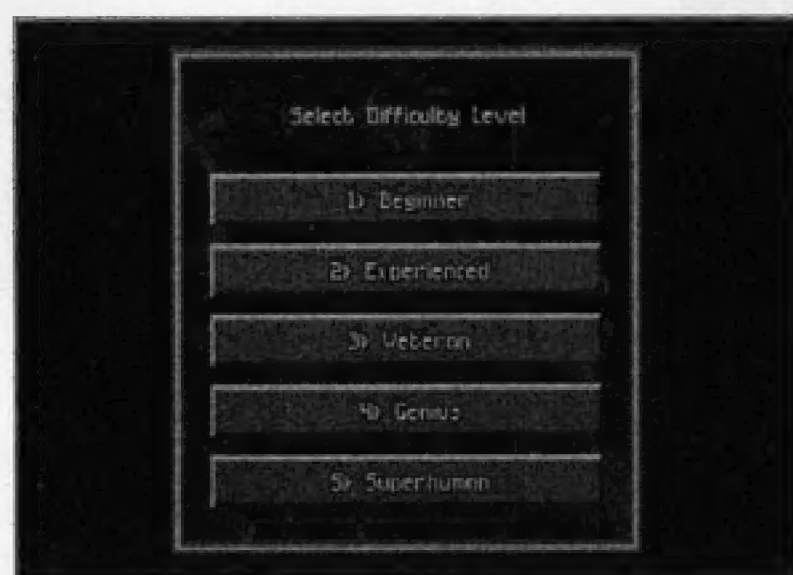 Select Difficulty Level
1> Beginner
2> Experienced
3> Veteran
4> Genius
5> Superhuman